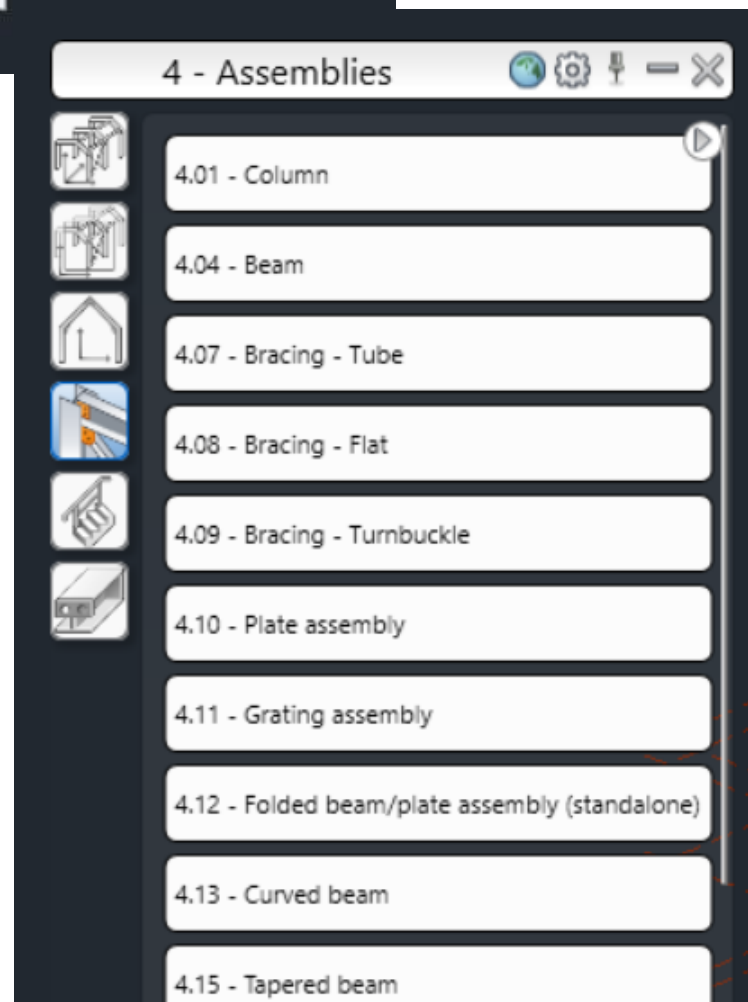 4 - Assemblies
4.01 - Column
4.04 - Beam
4.07 - Bracing - Tube
4.08 - Bracing - Flat
4.09 - Bracing - Turnbuckle
4.10 - Plate assembly
4.11 - Grating assembly
4.12 - Folded beam/plate assembly (standalone)
4.13 - Curved beam
4.15 - Tapered beam